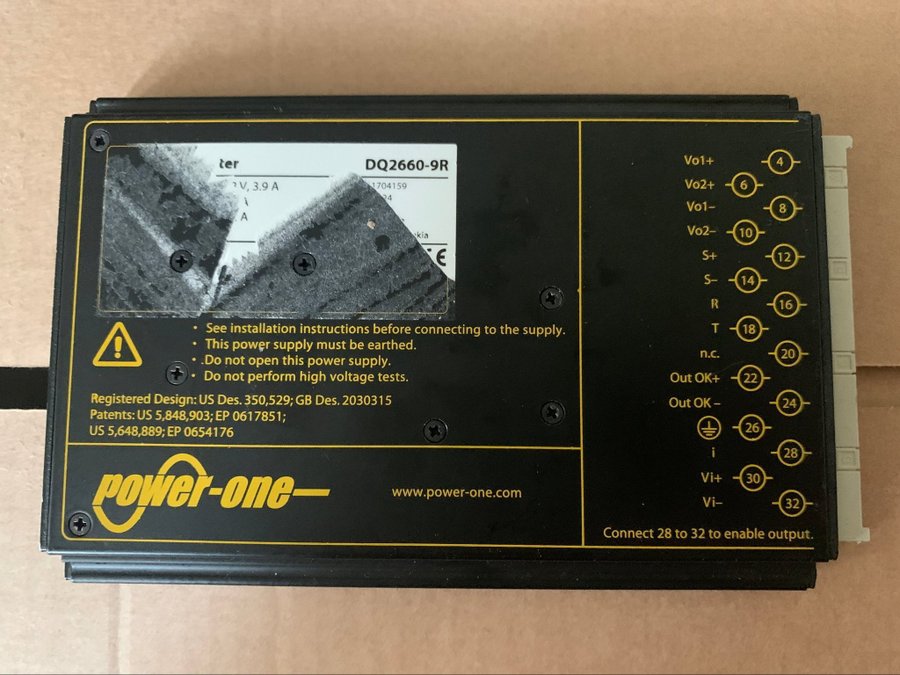 ter DQ2660-9R
V, 3.9 A 1704159
A 24
A
kia
CE
• See installation instructions before connecting to the supply.
• This power supply must be earthed.
• Do not open this power supply.
• Do not perform high voltage tests.
Registered Design: US Des. 350,529; GB Des. 2030315
Patents: US 5,848,903; EP 0617851;
US 5,648,889; EP 0654176
power-one
www.power-one.com
Vo1+ 4
Vo2+ 6
Vo1− 8
Vo2− 10
S+ 12
S− 14
R 16
T 18
n.c. 20
Out OK+ 22
Out OK − 24
26
i 28
Vi+ 30
Vi− 32
Connect 28 to 32 to enable output.